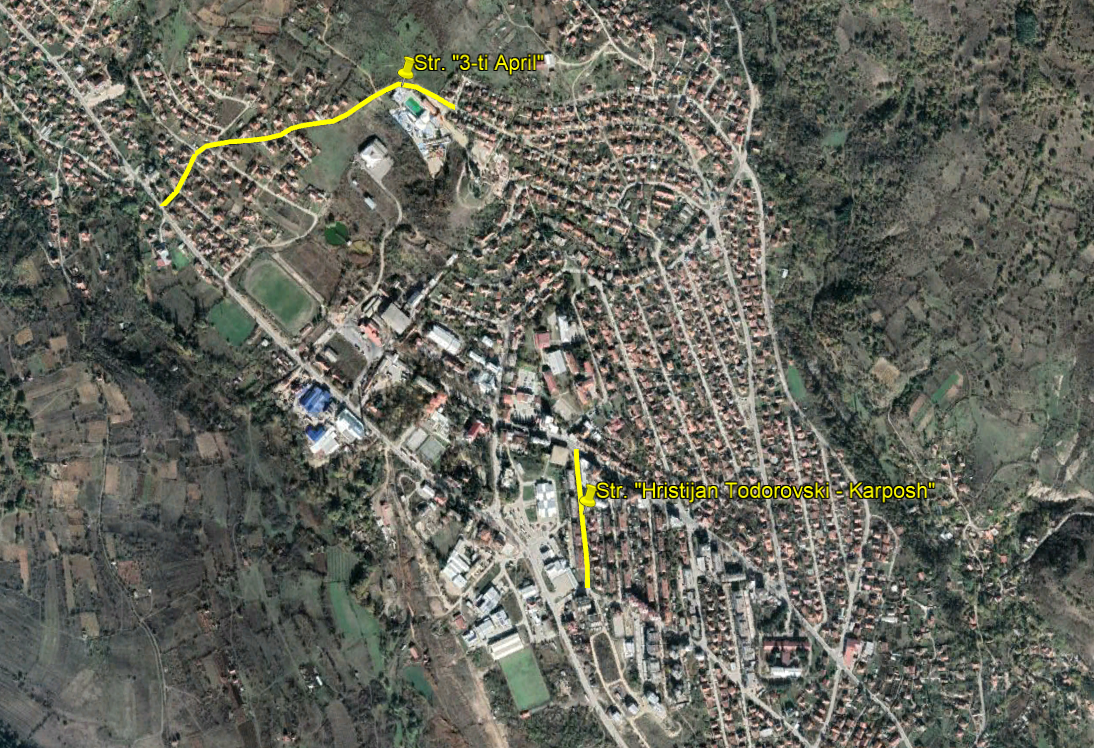 Str. "3-ti April"
Str. "Hristijan Todorovski - Karposh"